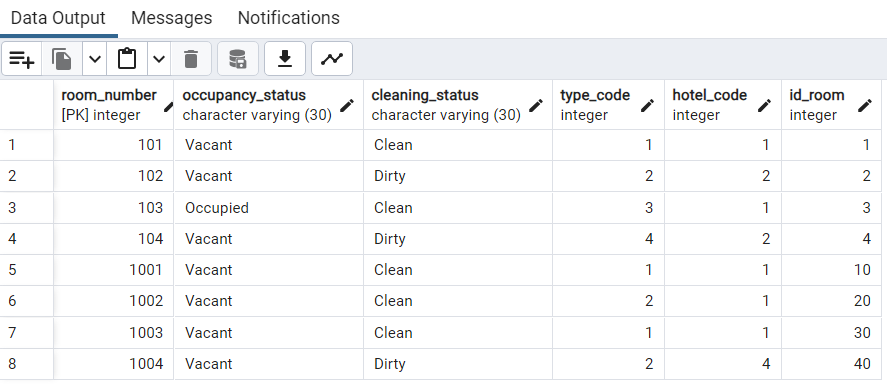 Data Output Messages Notifications
room_number occupancy_status cleaning_status type_code hotel_code id_room
[PK] integer character varying (30) character varying (30) integer integer integer
1 101 Vacant Clean 1 1 1
2 102 Vacant Dirty 2 2 2
3 103 Occupied Clean 3 1 3
4 104 Vacant Dirty 4 2 4
5 1001 Vacant Clean 1 1 10
6 1002 Vacant Clean 2 1 20
7 1003 Vacant Clean 1 1 30
8 1004 Vacant Dirty 2 4 40